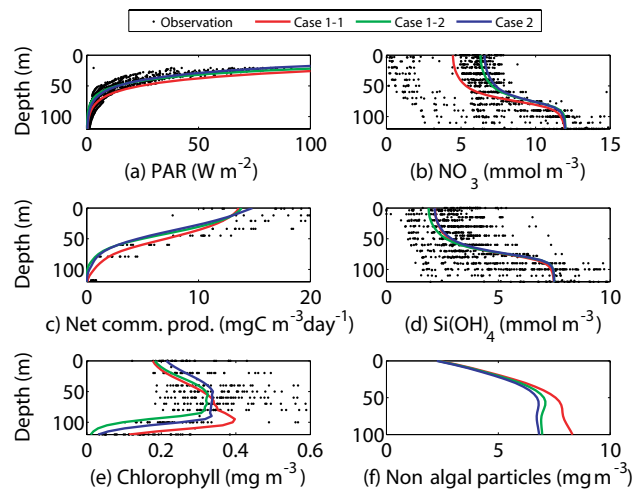 Observation Case 1-1 Case 1-2 Case 2
Depth (m)
0
50
100
0 50 100
(a) PAR (W m⁻²)
0
50
100
0 5 10 15
(b) NO₃ (mmol m⁻³)
Depth (m)
0
50
100
0 10 20
c) Net comm. prod. (mgC m⁻³day⁻¹)
0
50
100
0 5 10
(d) Si(OH)₄ (mmol m⁻³)
Depth (m)
0
50
100
0 0.2 0.4 0.6
(e) Chlorophyll (mg m⁻³)
0
50
100
0 5 10
(f) Non algal particles (mg m⁻³)